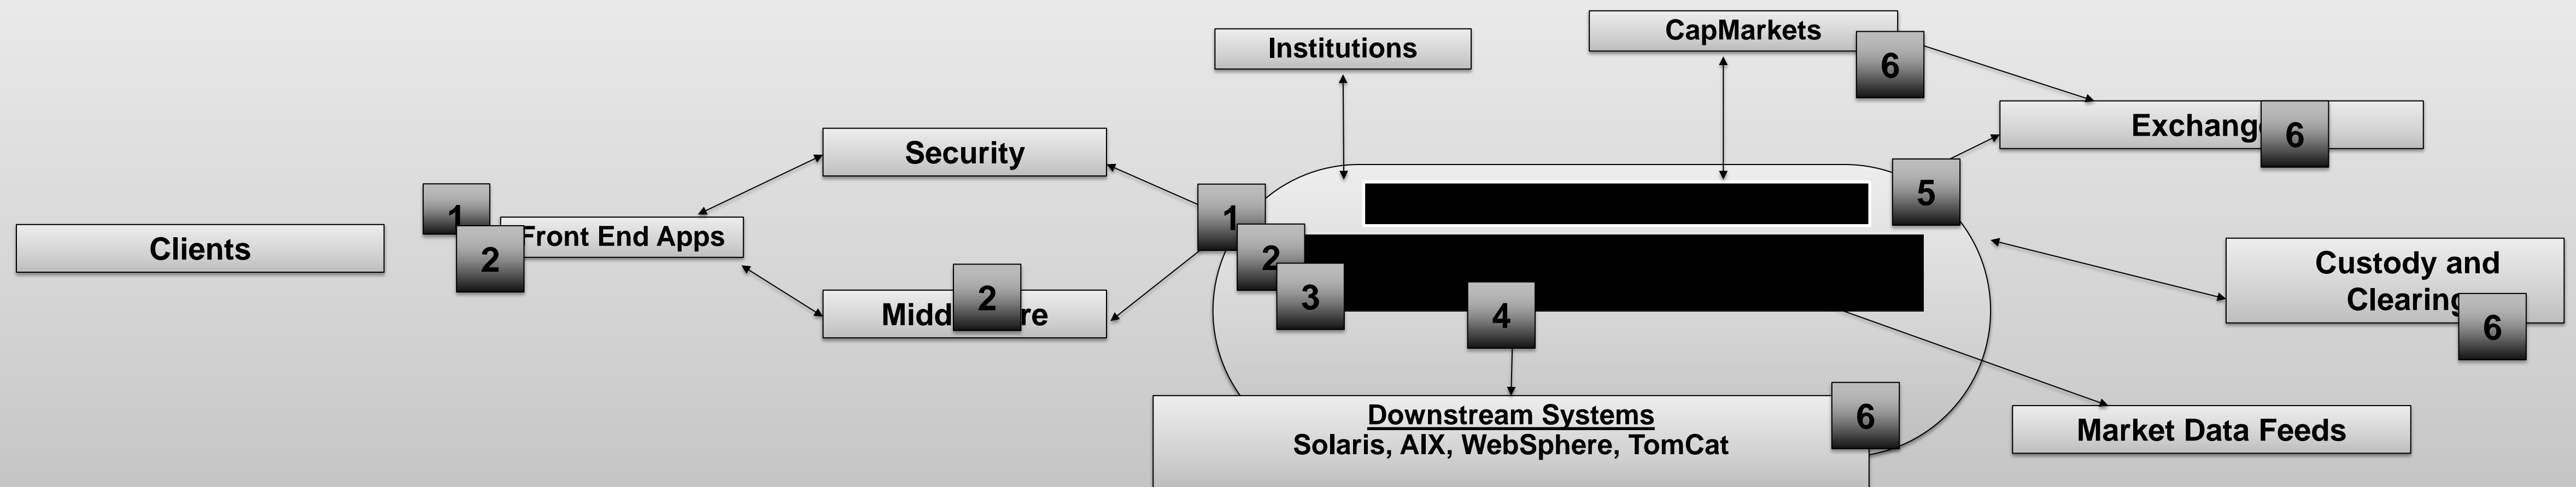 CapMarkets
6
Institutions
Exchang
6
Security
5
1
1
Clients
Front End Apps
2
2
3
2
Midd re
4
Custody and
Clearing
6
Downstream Systems
6
Solaris, AIX, WebSphere, TomCat
Market Data Feeds